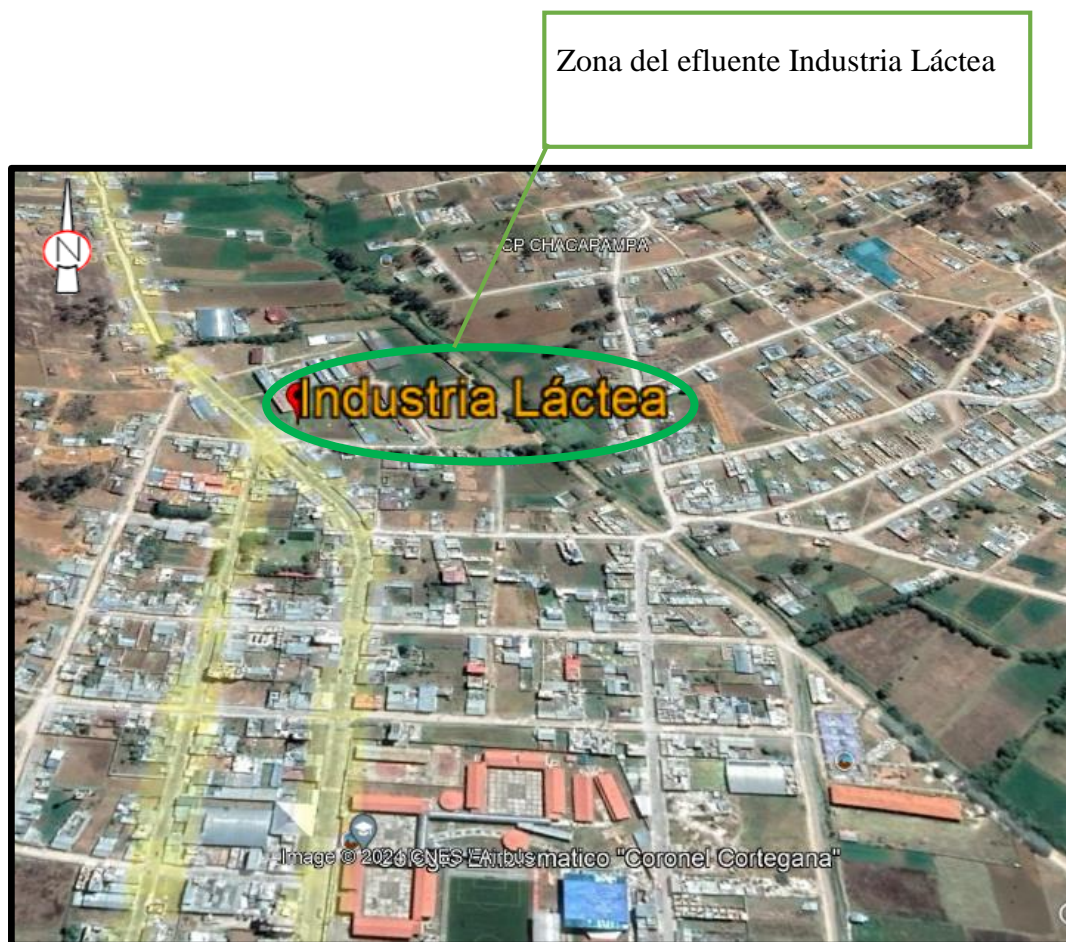 Zona del efluente Industria Láctea
N
CP CHACAPAMPA
Industria Láctea
Image © 2024 CNES / Airbus
"Coronel Cortegana"